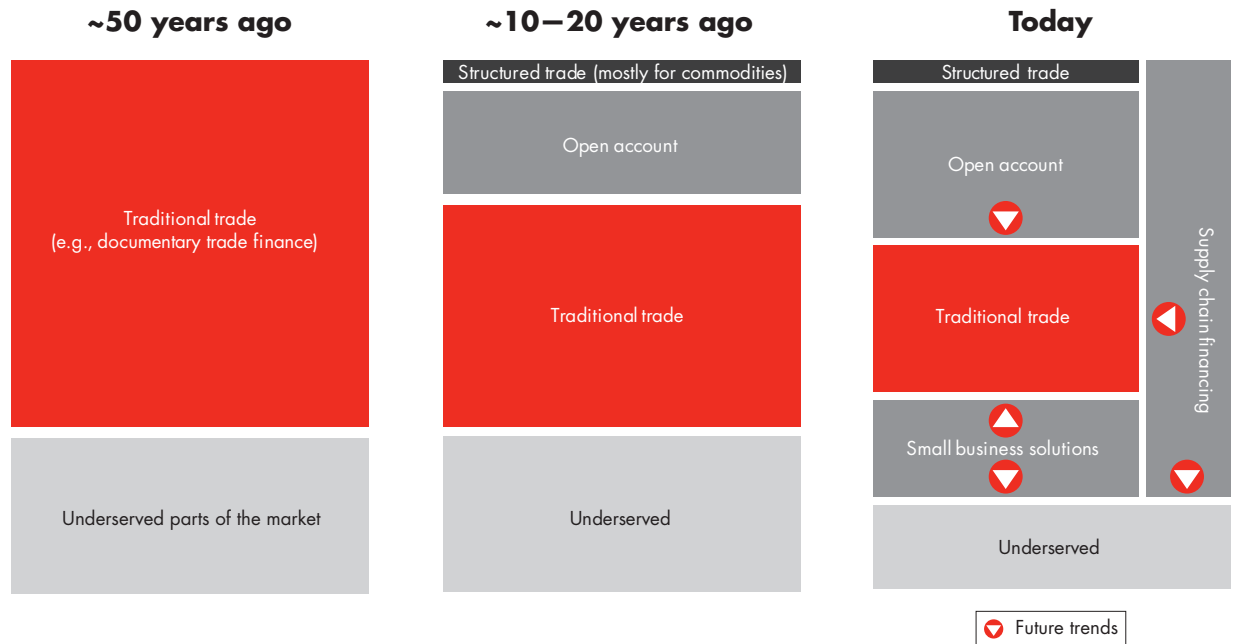 ~50 years ago
Traditional trade
(e.g., documentary trade finance)
Underserved parts of the market
~10–20 years ago
Structured trade (mostly for commodities)
Open account
Traditional trade
Underserved
Today
Structured trade
Open account
Traditional trade
Small business solutions
Supply chain financing
Underserved
Future trends